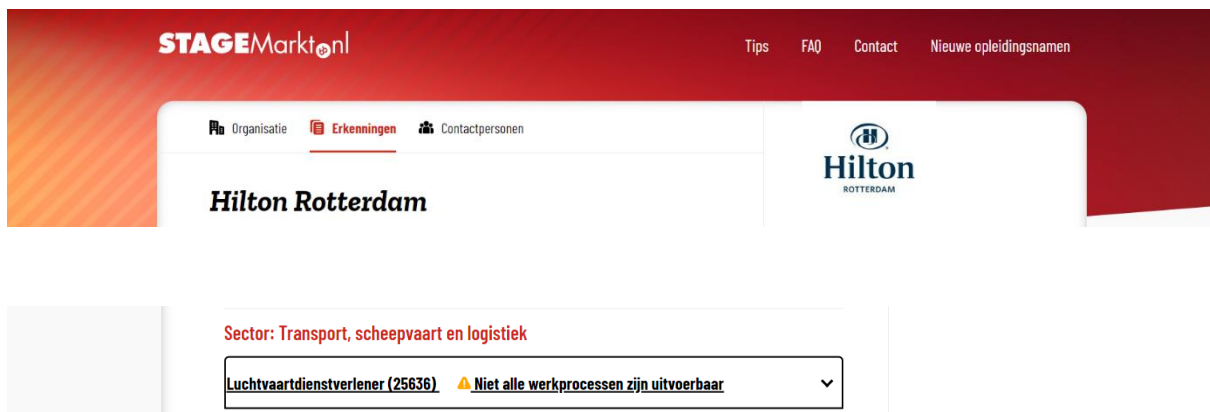 STAGEMarkt.nl
Tips FAQ Contact Nieuwe opleidingsnamen
Organisatie Erkenningen Contactpersonen
Hilton
ROTTERDAM
Hilton Rotterdam
Sector: Transport, scheepvaart en logistiek
Luchtvaartdienstverlener (25636) Niet alle werkprocessen zijn uitvoerbaar